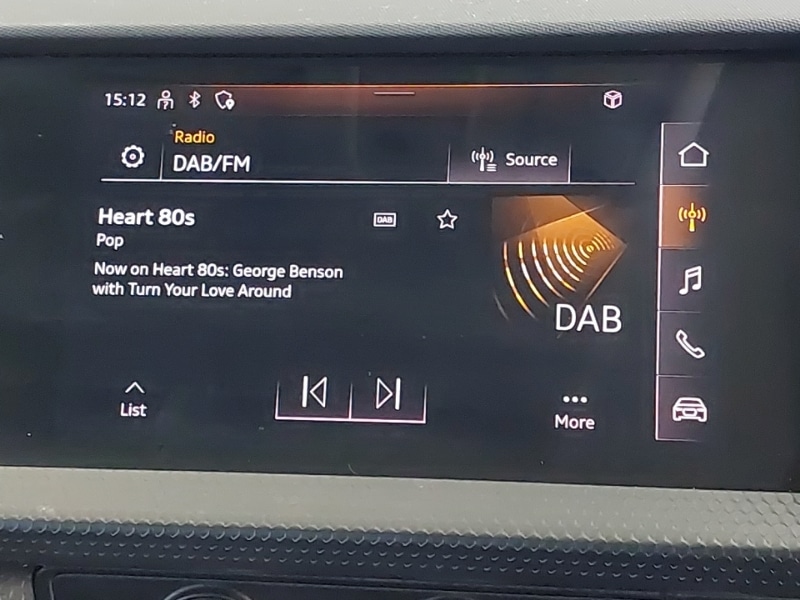 15:12
Radio
DAB/FM
Source
Heart 80s
DAB
Pop
Now on Heart 80s: George Benson
with Turn Your Love Around
DAB
List
More